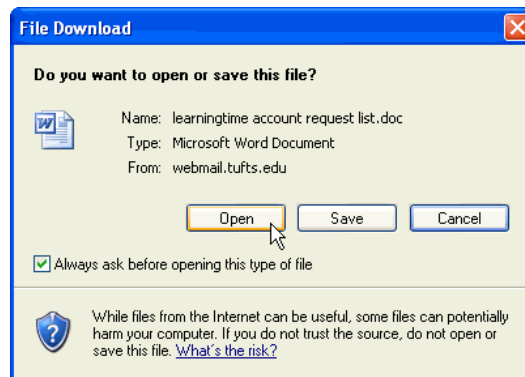 File Download
Do you want to open or save this file?
Name: learningtime account request list.doc
Type: Microsoft Word Document
From: webmail.tufts.edu
Open Save Cancel
Always ask before opening this type of file
While files from the Internet can be useful, some files can potentially
harm your computer. If you do not trust the source, do not open or
save this file. What's the risk?